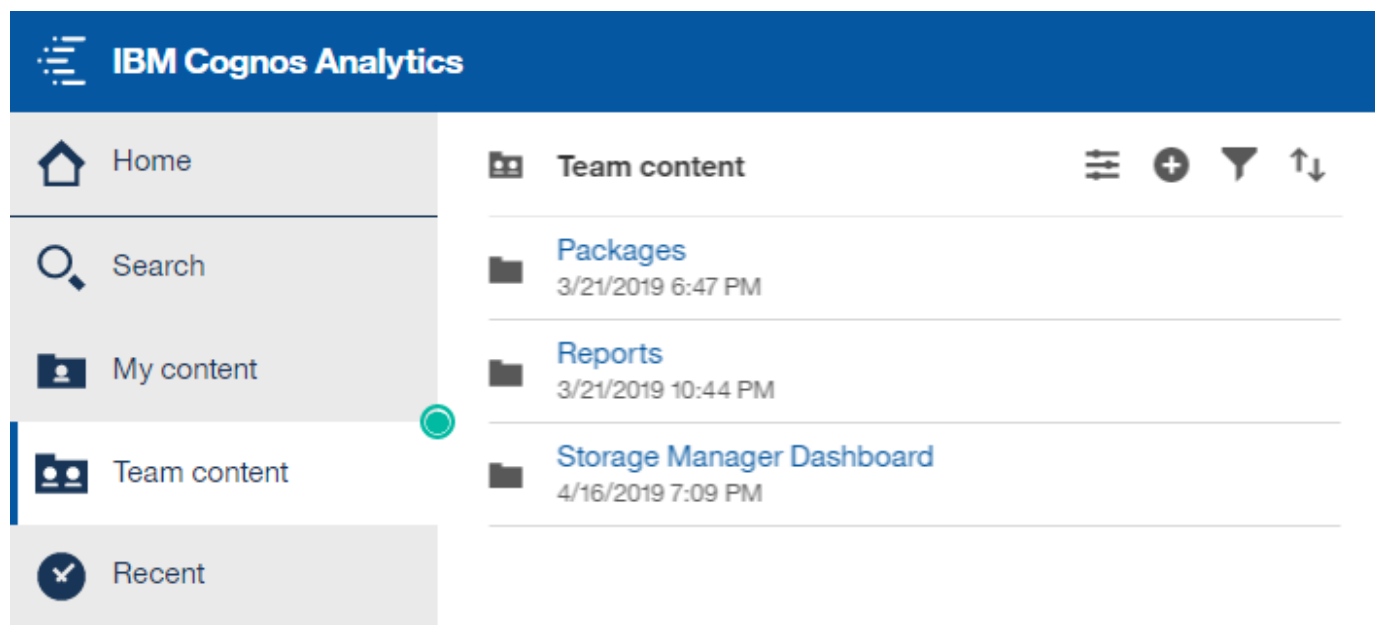 IBM Cognos Analytics
Home
Search
My content
Team content
Recent
Team content
Packages
3/21/2019 6:47 PM
Reports
3/21/2019 10:44 PM
Storage Manager Dashboard
4/16/2019 7:09 PM